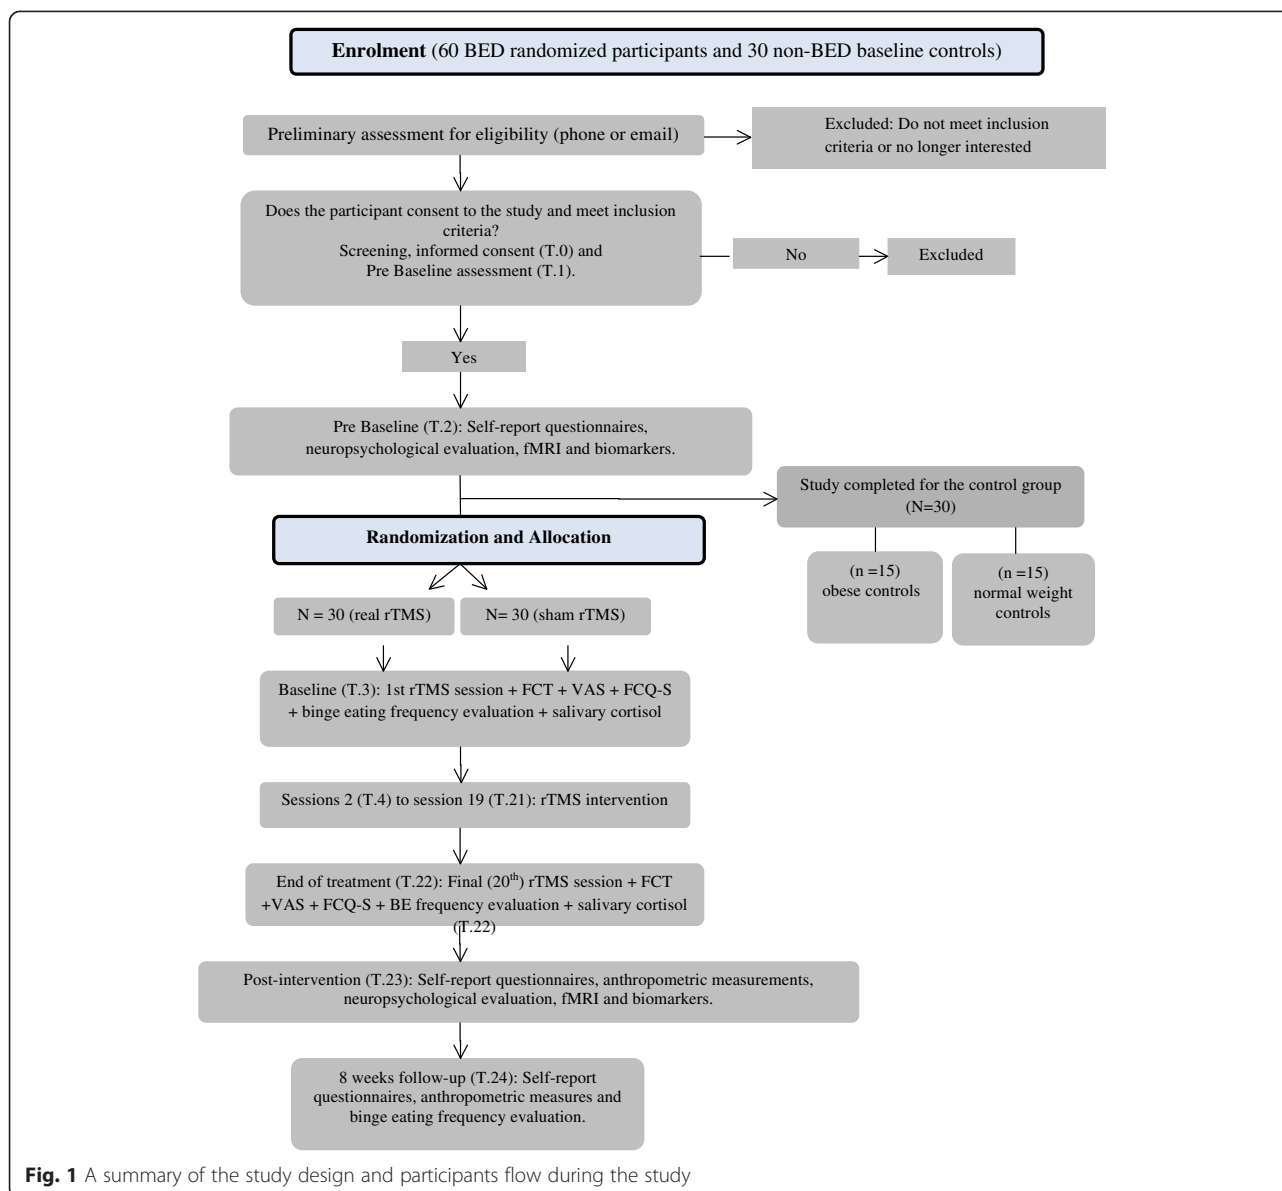 Enrolment (60 BED randomized participants and 30 non-BED baseline controls)
Preliminary assessment for eligibility (phone or email)
Excluded: Do not meet inclusion
criteria or no longer interested
Does the participant consent to the study and meet inclusion
criteria?
Screening, informed consent (T.0) and
Pre Baseline assessment (T.1).
No
Excluded
Yes
Pre Baseline (T.2): Self-report questionnaires,
neuropsychological evaluation, fMRI and biomarkers.
Study completed for the control group
(N=30)
Randomization and Allocation
(n =15)
obese controls
(n =15)
normal weight
controls
N = 30 (real rTMS)
N= 30 (sham rTMS)
Baseline (T.3): 1st rTMS session + FCT + VAS + FCQ-S
+ binge eating frequency evaluation + salivary cortisol
Sessions 2 (T.4) to session 19 (T.21): rTMS intervention
End of treatment (T.22): Final (20th) rTMS session + FCT
+VAS + FCQ-S + BE frequency evaluation + salivary cortisol
(T.22)
Post-intervention (T.23): Self-report questionnaires, anthropometric measurements,
neuropsychological evaluation, fMRI and biomarkers.
8 weeks follow-up (T.24): Self-report
questionnaires, anthropometric measures and
binge eating frequency evaluation.
Fig. 1 A summary of the study design and participants flow during the study